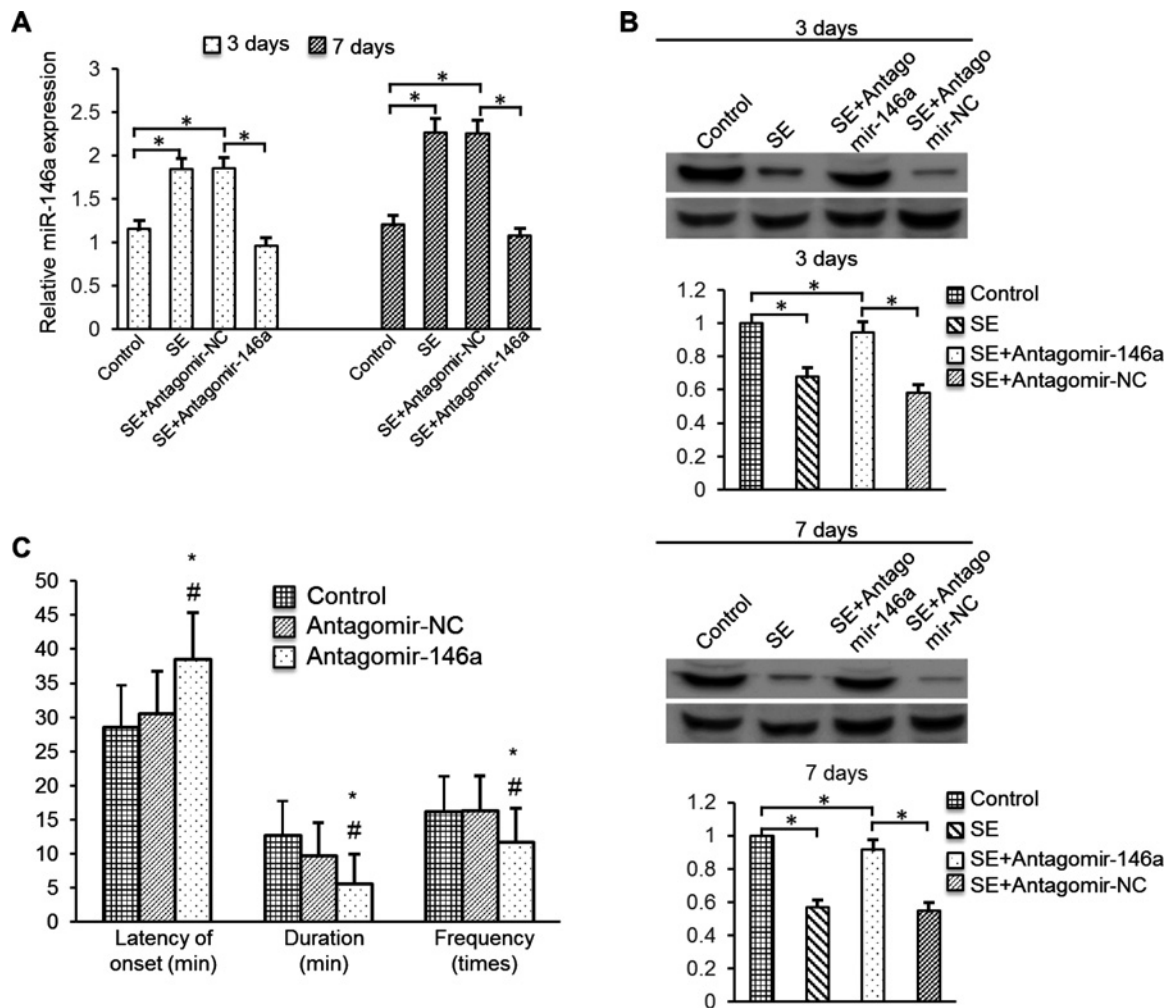 A
3 days 7 days
Relative miR-146a expression
3
2.5
2
1.5
1
0.5
0
* * *
* * *
Control
SE
SE+Antagomir-NC
SE+Antagomir-146a
Control
SE
SE+Antagomir-NC
SE+Antagomir-146a
B
3 days
Control
SE
SE+Antago
mir-146a
SE+Antago
mir-NC
3 days
1.2
1
0.8
0.6
0.4
0.2
0
* * *
Control
SE
SE+Antagomir-146a
SE+Antagomir-NC
7 days
Control
SE
SE+Antago
mir-146a
SE+Antago
mir-NC
7 days
1.2
1
0.8
0.6
0.4
0.2
0
* * *
Control
SE
SE+Antagomir-146a
SE+Antagomir-NC
C
50
45
40
35
30
25
20
15
10
5
0
*
#
*
#
*
#
Control
Antagomir-NC
Antagomir-146a
Latency of
onset (min)
Duration
(min)
Frequency
(times)